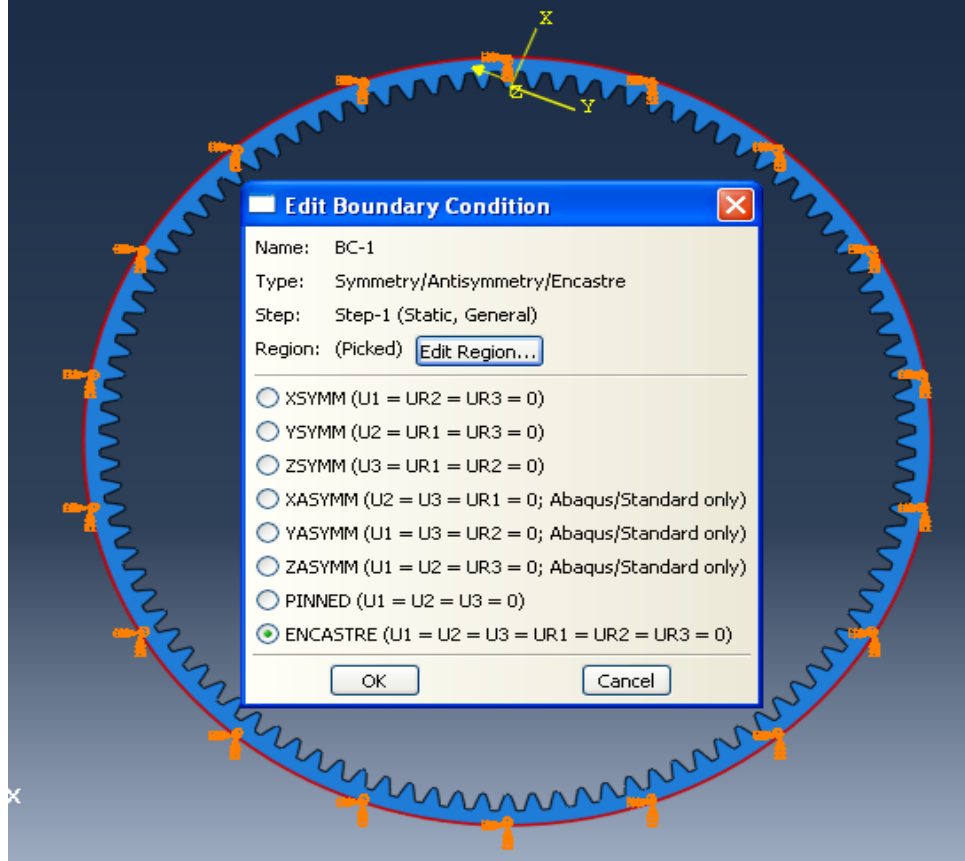 X
Z
Y
Edit Boundary Condition
Name: BC-1
Type: Symmetry/Antisymmetry/Encastre
Step: Step-1 (Static, General)
Region: (Picked) Edit Region...
XSYMM (U1 = UR2 = UR3 = 0)
YSYMM (U2 = UR1 = UR3 = 0)
ZSYMM (U3 = UR1 = UR2 = 0)
XASYMM (U2 = U3 = UR1 = 0; Abaqus/Standard only)
YASYMM (U1 = U3 = UR2 = 0; Abaqus/Standard only)
ZASYMM (U1 = U2 = UR3 = 0; Abaqus/Standard only)
PINNED (U1 = U2 = U3 = 0)
ENCASTRE (U1 = U2 = U3 = UR1 = UR2 = UR3 = 0)
OK Cancel
X